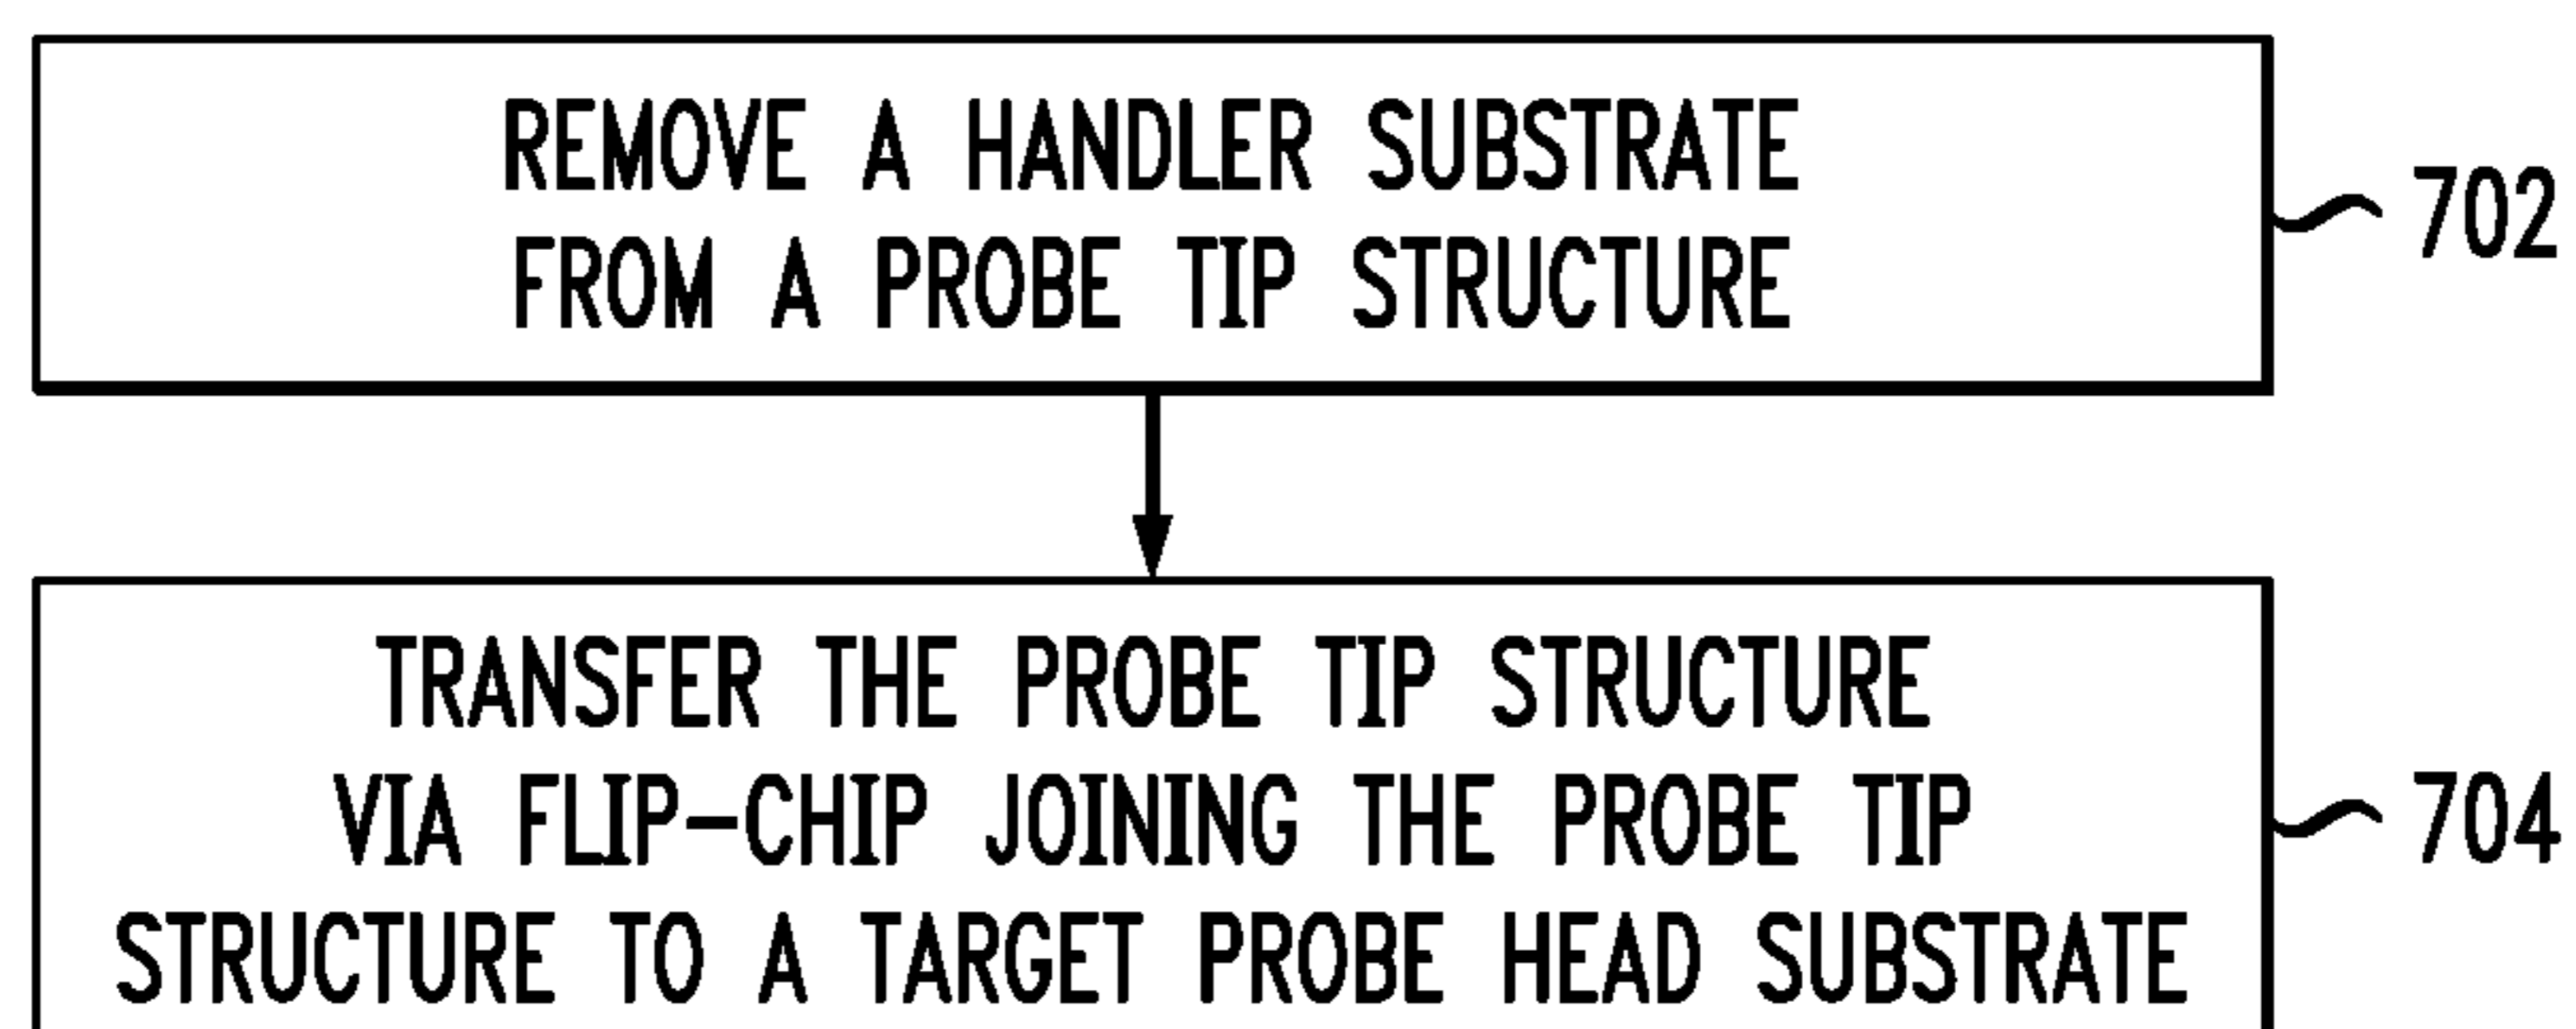 REMOVE A HANDLER SUBSTRATE
FROM A PROBE TIP STRUCTURE
702
TRANSFER THE PROBE TIP STRUCTURE
VIA FLIP-CHIP JOINING THE PROBE TIP
STRUCTURE TO A TARGET PROBE HEAD SUBSTRATE
704